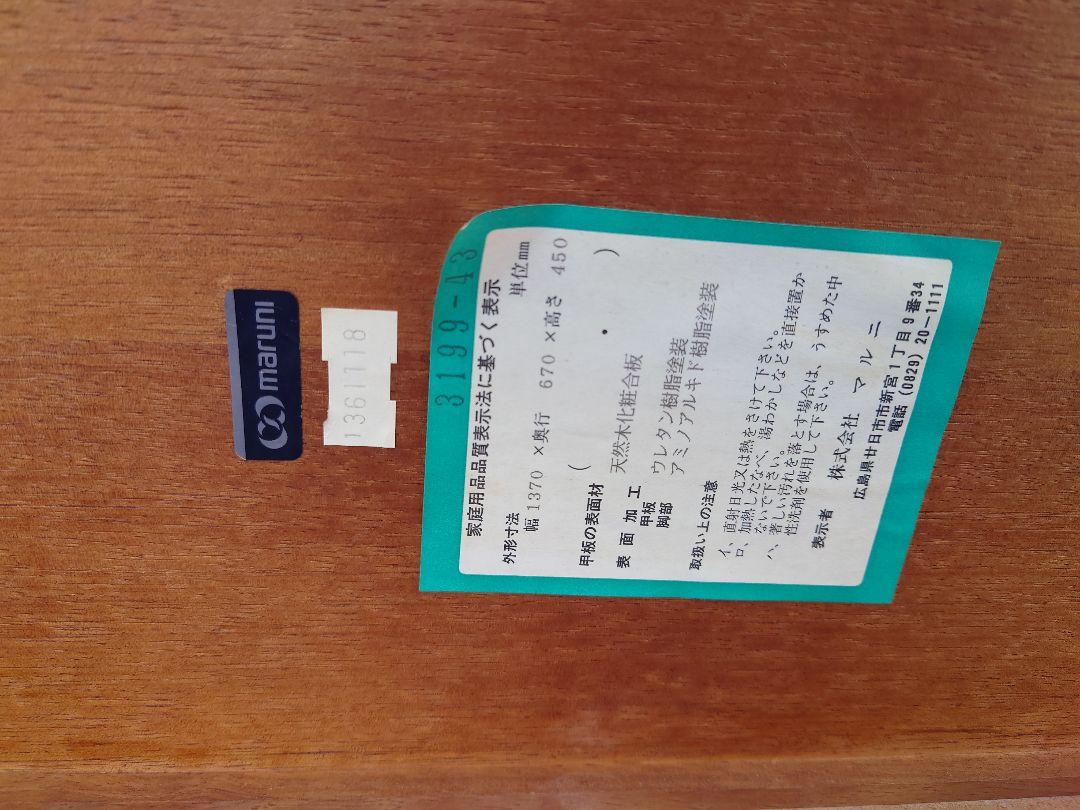 maruni
1361118
3199-43
家庭用品品質表示法に基づく表示
外形寸法 単位mm
幅1370 ×奥行 670 ×高さ 450
( )
甲板の表面材 天然木化粧合板
表面加工
甲板 ウレタン樹脂塗装
脚部 アミノアルキド樹脂塗装
取扱い上の注意
イ、直射日光又は熱をさけて下さい。
ロ、加熱したなべ、湯わかしなどを直接置か
ないで下さい。
ハ、著しい汚れを落とす場合は、うすめた中
性洗剤を使用して下さい。
表示者 株式会社 マルニ
広島県廿日市市新宮1丁目9番34
電話(0829)20-1111